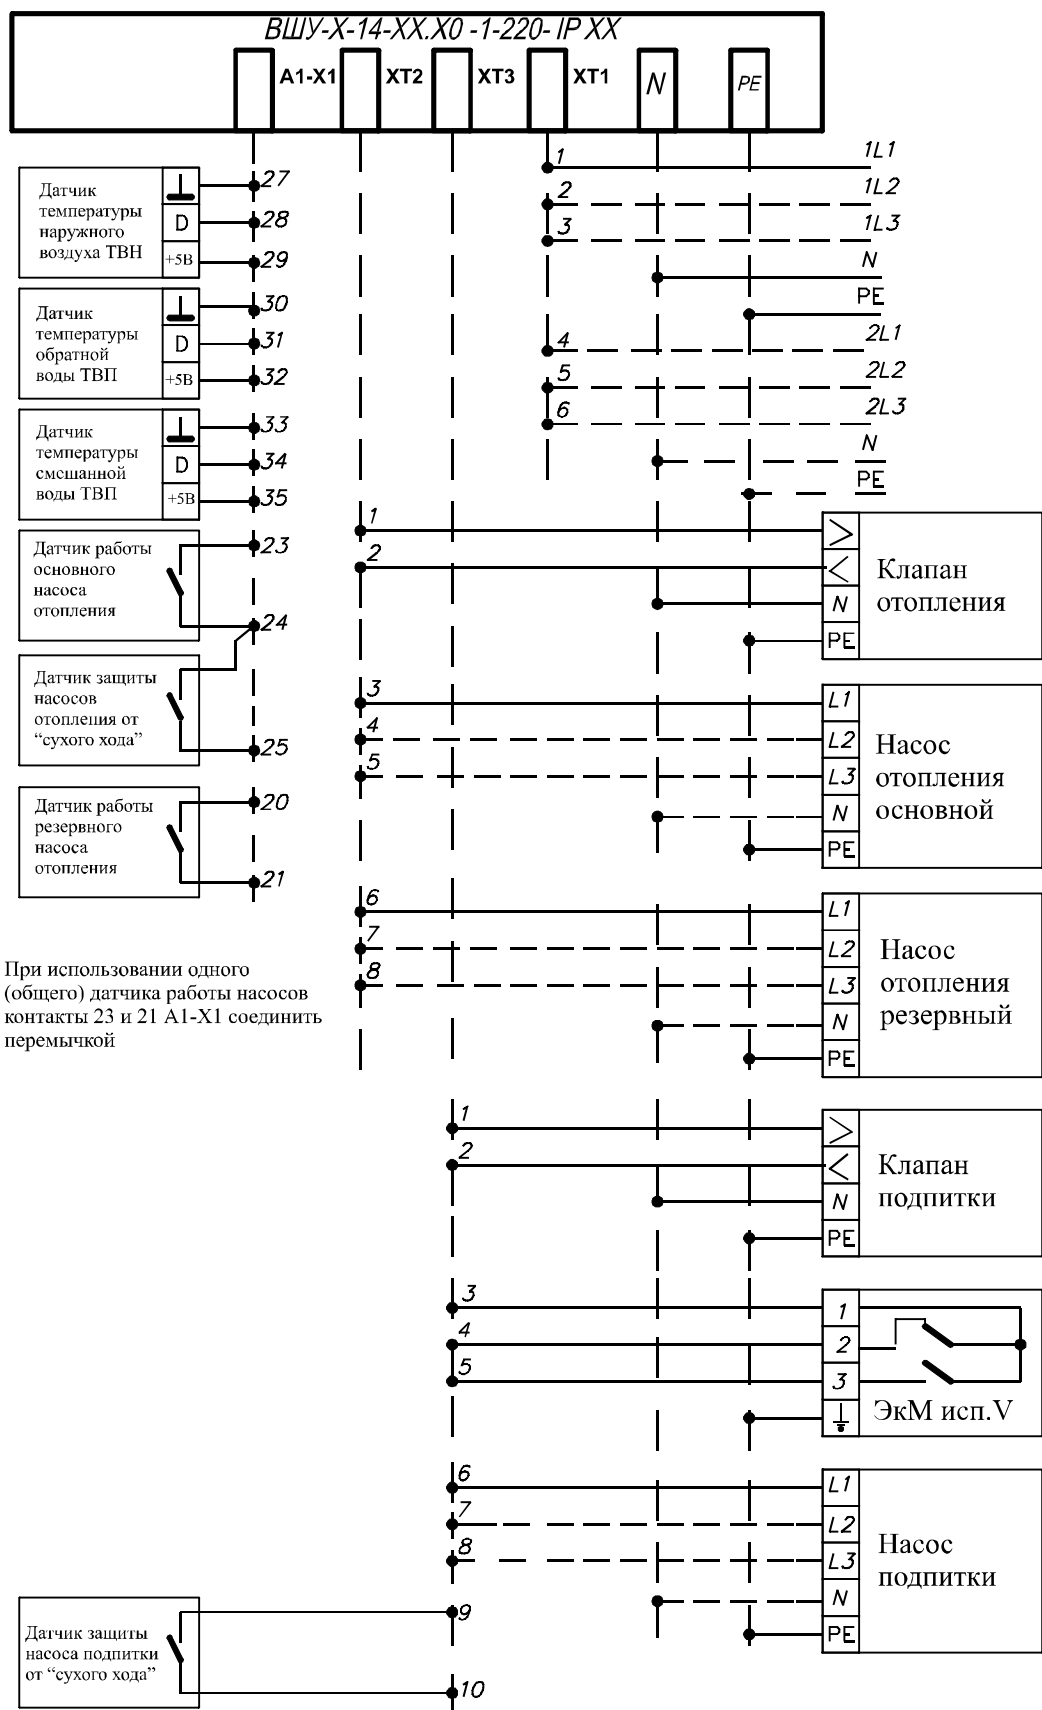 ВШУ-Х-14-ХХ.Х0 -1-220- IP XX
A1-X1 XT2 XT3 XT1 N PE
1 1L1
2 1L2
3 1L3
N
PE
4 2L1
5 2L2
6 2L3
N
PE
Датчик
температуры
наружного
воздуха ТВН
27
D 28
+5В 29
Датчик
температуры
обратной
воды ТВП
30
D 31
+5В 32
Датчик
температуры
смешанной
воды ТВП
33
D 34
+5В 35
Датчик работы
основного
насоса
отопления
23
24
Датчик защиты
насосов
отопления от
“сухого хода”
25
Датчик работы
резервного
насоса
отопления
20
21
При использовании одного
(общего) датчика работы насосов
контакты 23 и 21 А1-Х1 соединить
перемычкой
1 >
2 <
N
PE
Клапан
отопления
3 L1
4 L2
5 L3
N
PE
Насос
отопления
основной
6 L1
7 L2
8 L3
N
PE
Насос
отопления
резервный
1 >
2 <
N
PE
Клапан
подпитки
3 1
4 2
5 3
ЭкМ исп.V
6 L1
7 L2
8 L3
N
PE
Насос
подпитки
Датчик защиты
насоса подпитки
от “сухого хода”
9
10